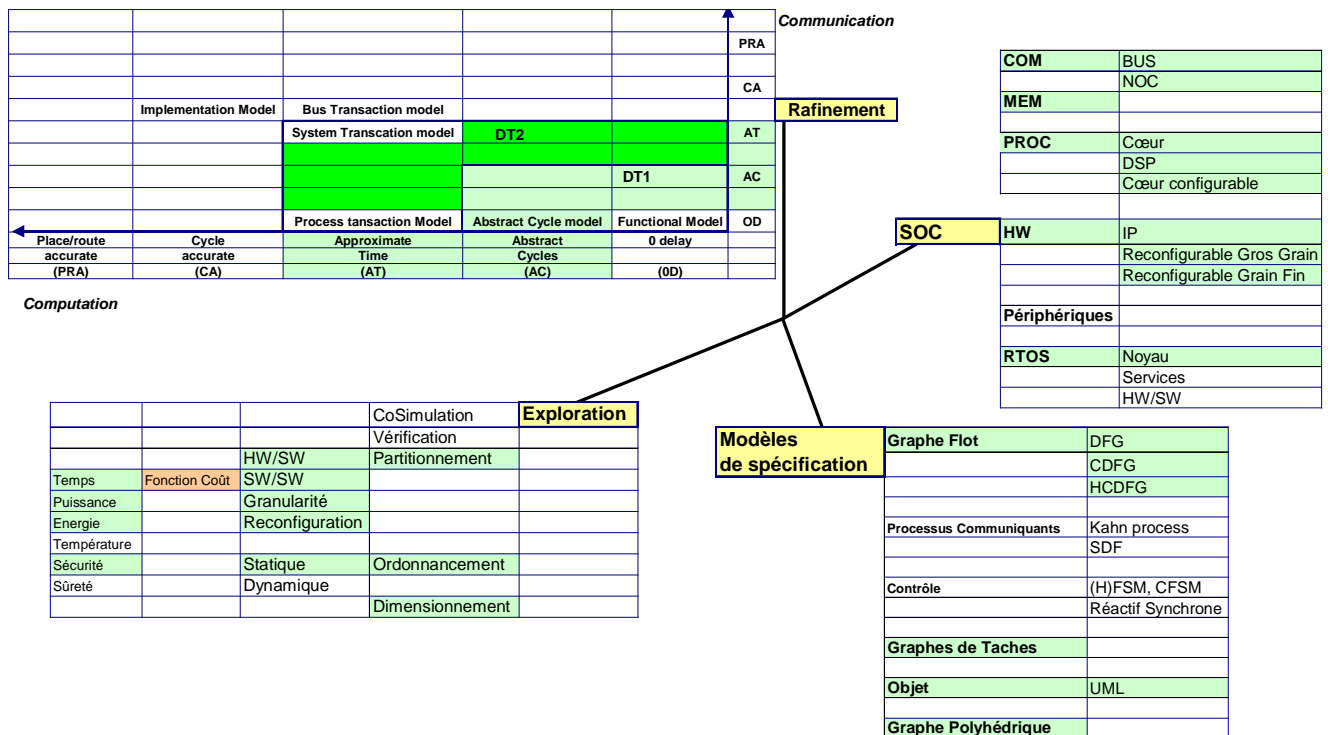 Communication
PRA
CA
Implementation Model Bus Transaction model
Rafinement
System Transcation model DT2 AT
DT1 AC
Process tansaction Model Abstract Cycle model Functional Model OD
Place/route Cycle Approximate Abstract 0 delay
accurate accurate Time Cycles
(PRA) (CA) (AT) (AC) (0D)
Computation
SOC
COM BUS
NOC
MEM
PROC Cœur
DSP
Cœur configurable
HW IP
Reconfigurable Gros Grain
Reconfigurable Grain Fin
Périphériques
RTOS Noyau
Services
HW/SW
CoSimulation Exploration
Vérification
HW/SW Partitionnement
Temps Fonction Coût SW/SW
Puissance Granularité
Energie Reconfiguration
Température
Sécurité Statique Ordonnancement
Sûreté Dynamique
Dimensionnement
Modèles
de spécification
Graphe Flot DFG
CDFG
HCDFG
Processus Communiquants Kahn process
SDF
Contrôle (H)FSM, CFSM
Réactif Synchrone
Graphes de Taches
Objet UML
Graphe Polyhédrique